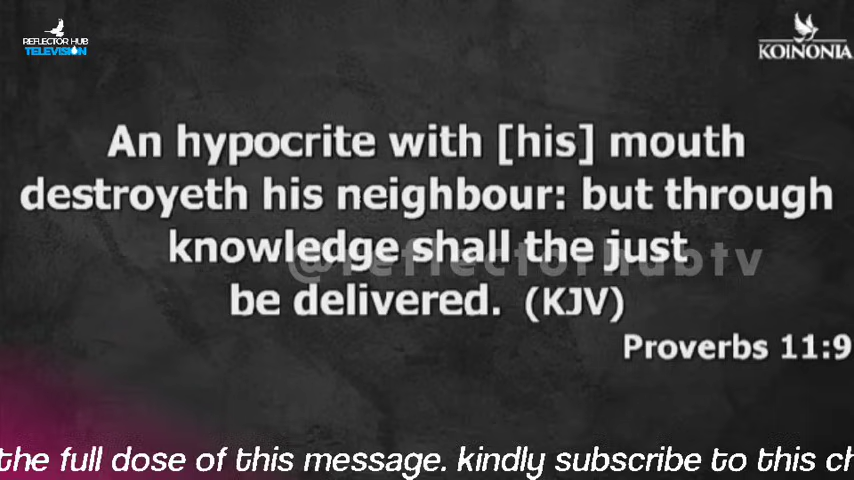 REFLECTOR HUB
TELEVISION
KOINONIA
An hypocrite with [his] mouth
destroyeth his neighbour: but through
knowledge shall the just
@reflectorhubtv
be delivered. (KJV)
Proverbs 11:9
the full dose of this message. kindly subscribe to this ch